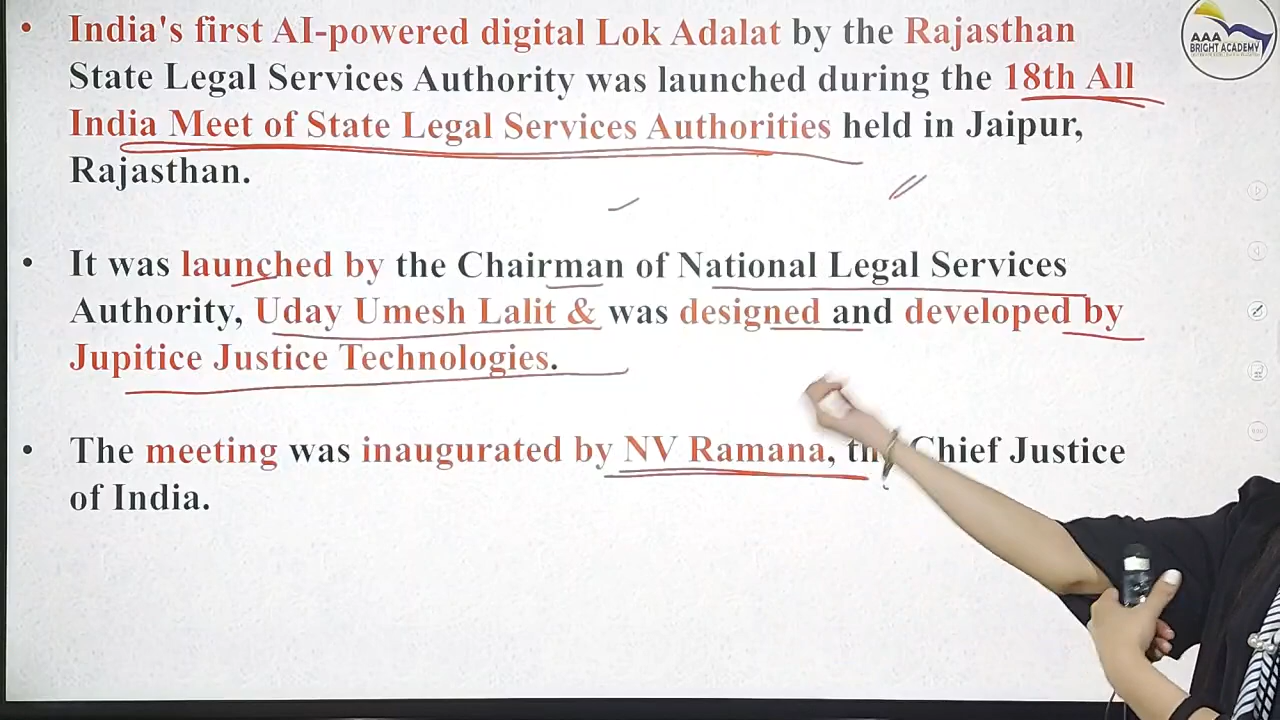 • India's first AI-powered digital Lok Adalat by the Rajasthan
State Legal Services Authority was launched during the 18th All
India Meet of State Legal Services Authorities held in Jaipur,
Rajasthan.
• It was launched by the Chairman of National Legal Services
Authority, Uday Umesh Lalit & was designed and developed by
Jupitice Justice Technologies.
• The meeting was inaugurated by NV Ramana, Chief Justice
of India.
AAA
BRIGHT ACADEMY